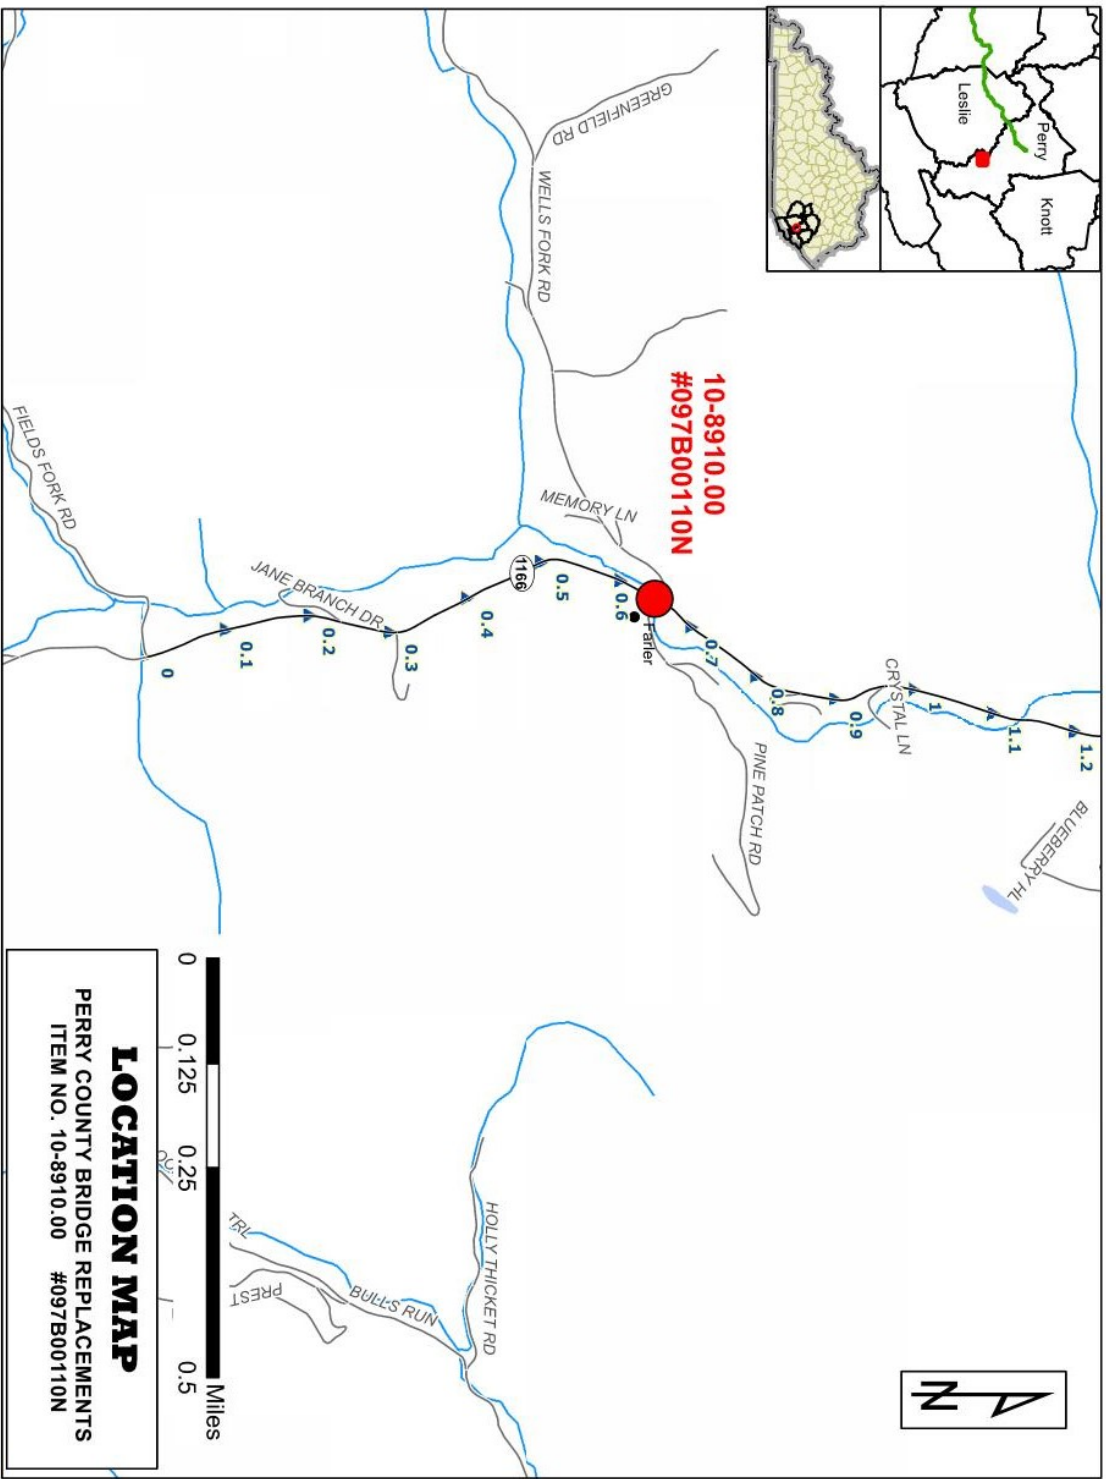 Leslie
Perry
Knott
10-8910.00
#097B00110N
GREENFIELD RD
WELLS FORK RD
MEMORY LN
FIELDS FORK RD
JANE BRANCH DR
1166
Farler
CRYSTAL LN
PINE PATCH RD
BLUEBERRY HL
0
0.1
0.2
0.3
0.4
0.5
0.6
0.7
0.8
0.9
1
1.1
1.2
HOLLY THICKET RD
BULLS RUN
TRL
PREST
N
0 0.125 0.25 0.5
Miles
LOCATION MAP
PERRY COUNTY BRIDGE REPLACEMENTS
ITEM NO. 10-8910.00 #097B00110N